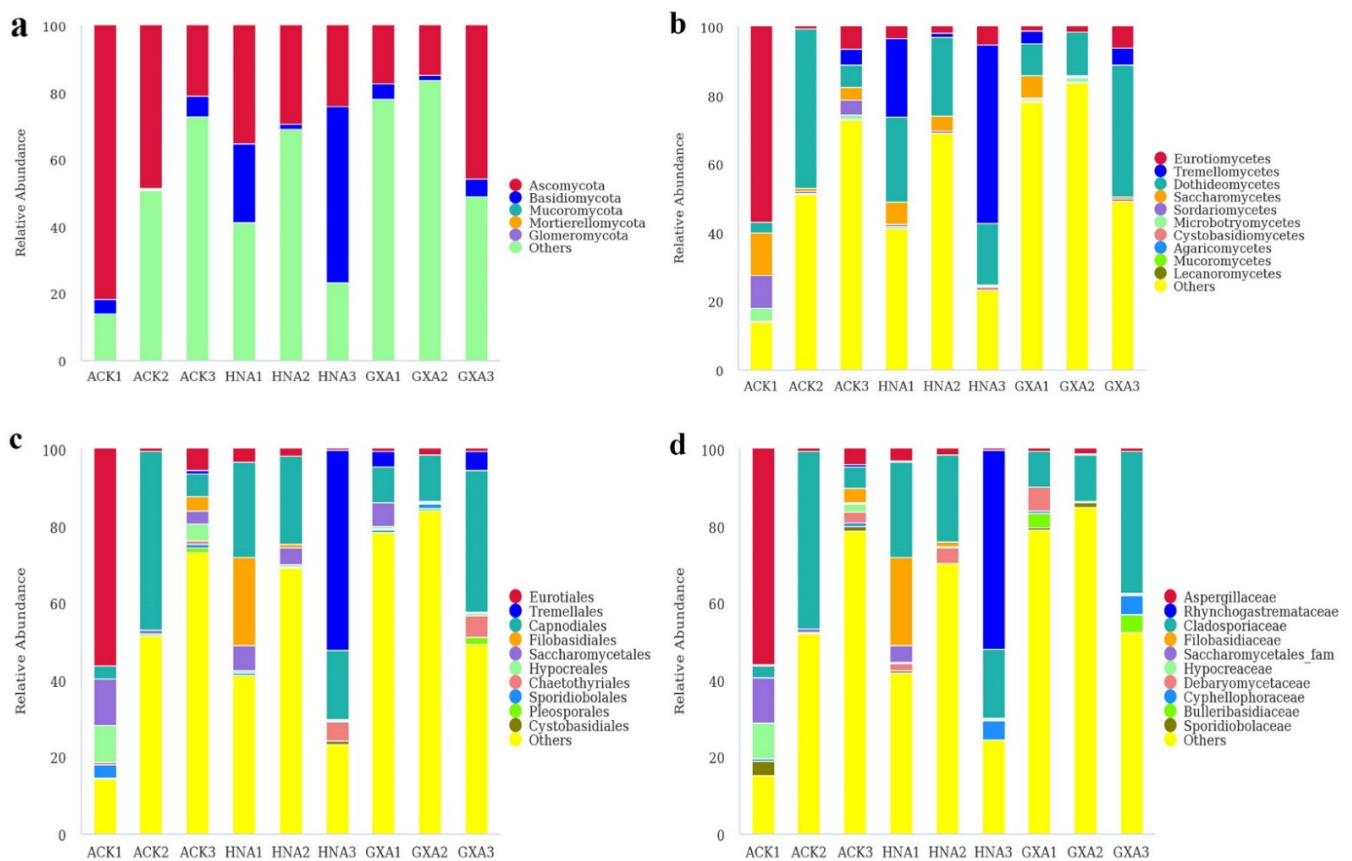 a
100
80
60
40
20
0
Relative Abundance
ACK1 ACK2 ACK3 HNA1 HNA2 HNA3 GXA1 GXA2 GXA3
Ascomycota
Basidiomycota
Mucoromycota
Mortierellomycota
Glomeromycota
Others
b
100
80
60
40
20
0
Relative Abundance
ACK1 ACK2 ACK3 HNA1 HNA2 HNA3 GXA1 GXA2 GXA3
Eurotiomycetes
Tremellomycetes
Dothideomycetes
Saccharomycetes
Sordariomycetes
Microbotryomycetes
Cystobasidiomycetes
Agaricomycetes
Mucoromycetes
Lecanoromycetes
Others
c
100
80
60
40
20
0
Relative Abundance
ACK1 ACK2 ACK3 HNA1 HNA2 HNA3 GXA1 GXA2 GXA3
Eurotiales
Tremellales
Capnodiales
Filobasidiales
Saccharomycetales
Hypocreales
Chaetothyriales
Sporidiobolales
Pleosporales
Cystobasidiales
Others
d
100
80
60
40
20
0
Relative Abundance
ACK1 ACK2 ACK3 HNA1 HNA2 HNA3 GXA1 GXA2 GXA3
Aspergillaceae
Rhynchogastremataceae
Cladosporiaceae
Filobasidiaceae
Saccharomycetales_fam
Hypocreaceae
Debaryomycetaceae
Cyphellophoraceae
Bulleribasidiaceae
Sporidiobolaceae
Others